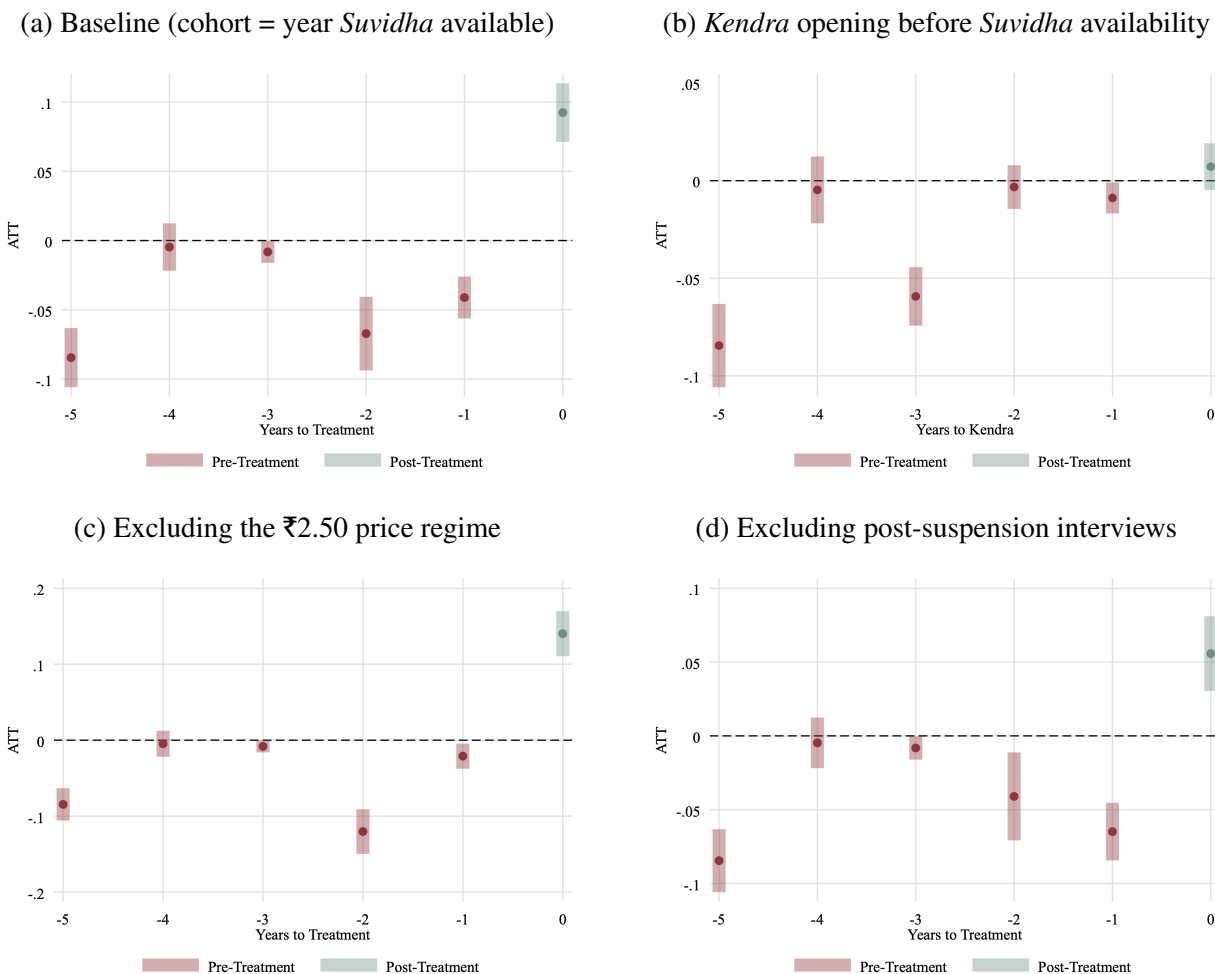 (a) Baseline (cohort = year Suvidha available)
.1
.05
0
-.05
-.1
ATT
-5 -4 -3 -2 -1 0
Years to Treatment
Pre-Treatment Post-Treatment
(b) Kendra opening before Suvidha availability
.05
0
-.05
-.1
ATT
-5 -4 -3 -2 -1 0
Years to Kendra
Pre-Treatment Post-Treatment
(c) Excluding the ₹2.50 price regime
.2
.1
0
-.1
-.2
ATT
-5 -4 -3 -2 -1 0
Years to Treatment
Pre-Treatment Post-Treatment
(d) Excluding post-suspension interviews
.1
.05
0
-.05
-.1
ATT
-5 -4 -3 -2 -1 0
Years to Treatment
Pre-Treatment Post-Treatment